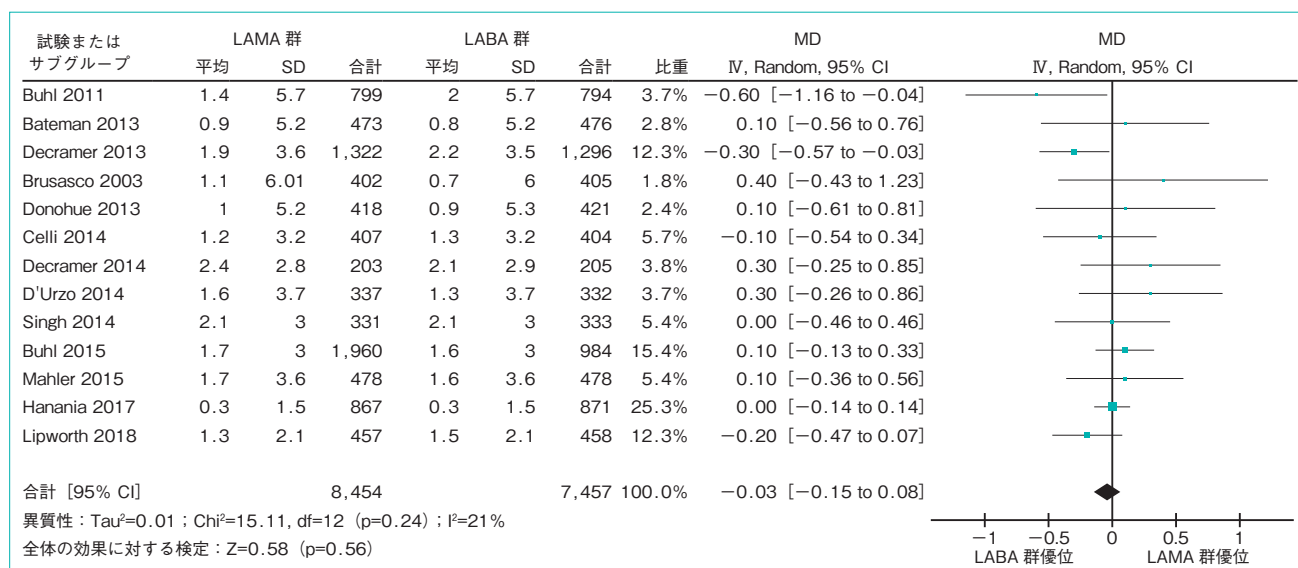 試験または サブグループ LAMA 群 LABA 群 MD MD
平均 SD 合計 平均 SD 合計 比重 Ⅳ, Random, 95% CI Ⅳ, Random, 95% CI
Buhl 2011 1.4 5.7 799 2 5.7 794 3.7% −0.60［−1.16 to −0.04］
Bateman 2013 0.9 5.2 473 0.8 5.2 476 2.8% 0.10［−0.56 to 0.76］
Decramer 2013 1.9 3.6 1,322 2.2 3.5 1,296 12.3% −0.30［−0.57 to −0.03］
Brusasco 2003 1.1 6.01 402 0.7 6 405 1.8% 0.40［−0.43 to 1.23］
Donohue 2013 1 5.2 418 0.9 5.3 421 2.4% 0.10［−0.61 to 0.81］
Celli 2014 1.2 3.2 407 1.3 3.2 404 5.7% −0.10［−0.54 to 0.34］
Decramer 2014 2.4 2.8 203 2.1 2.9 205 3.8% 0.30［−0.25 to 0.85］
D'Urzo 2014 1.6 3.7 337 1.3 3.7 332 3.7% 0.30［−0.26 to 0.86］
Singh 2014 2.1 3 331 2.1 3 333 5.4% 0.00［−0.46 to 0.46］
Buhl 2015 1.7 3 1,960 1.6 3 984 15.4% 0.10［−0.13 to 0.33］
Mahler 2015 1.7 3.6 478 1.6 3.6 478 5.4% 0.10［−0.36 to 0.56］
Hanania 2017 0.3 1.5 867 0.3 1.5 871 25.3% 0.00［−0.14 to 0.14］
Lipworth 2018 1.3 2.1 457 1.5 2.1 458 12.3% −0.20［−0.47 to 0.07］
合計［95% CI］ 8,454 7,457 100.0% −0.03［−0.15 to 0.08］
異質性：Tau²=0.01；Chi²=15.11, df=12（p=0.24）；I²=21%
全体の効果に対する検定：Z=0.58（p=0.56）
−1 −0.5 0 0.5 1
LABA 群優位 LAMA 群優位